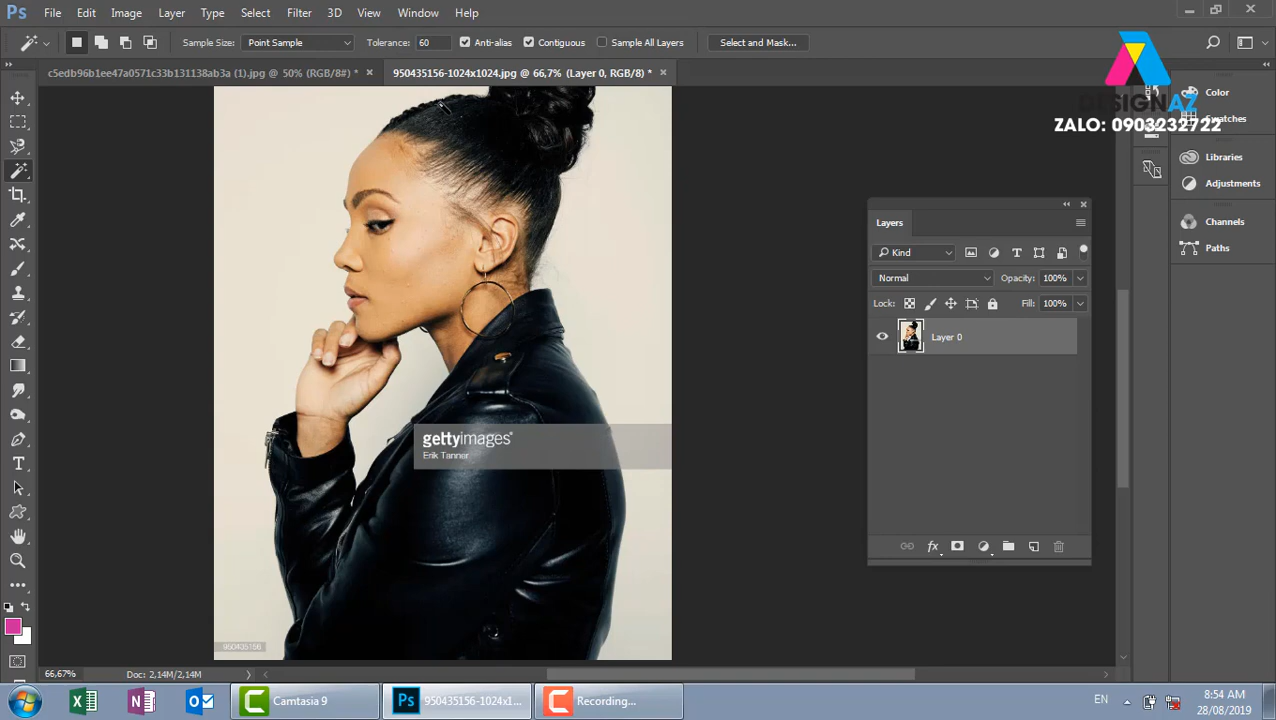 Ps File Edit Image Layer Type Select Filter 3D View Window Help
Sample Size: Point Sample Tolerance: 60 Anti-alias Contiguous Sample All Layers Select and Mask...
c5edb96b1ee47a0571c33b131138ab3a (1).jpg @ 50% (RGB/8#) * × 950435156-1024x1024.jpg @ 66,7% (Layer 0, RGB/8) * ×
DESIGNAZ
ZALO: 0903232722
Color
Swatches
Libraries
Adjustments
Channels
Paths
Layers
Kind
Normal Opacity: 100%
Lock: Fill: 100%
Layer 0
gettyimages®
Erik Tanner
950435156
66,67% Doc: 2,14M/2,14M
Camtasia 9 Ps 950435156-1024x1... Recording... EN 8:54 AM
28/08/2019